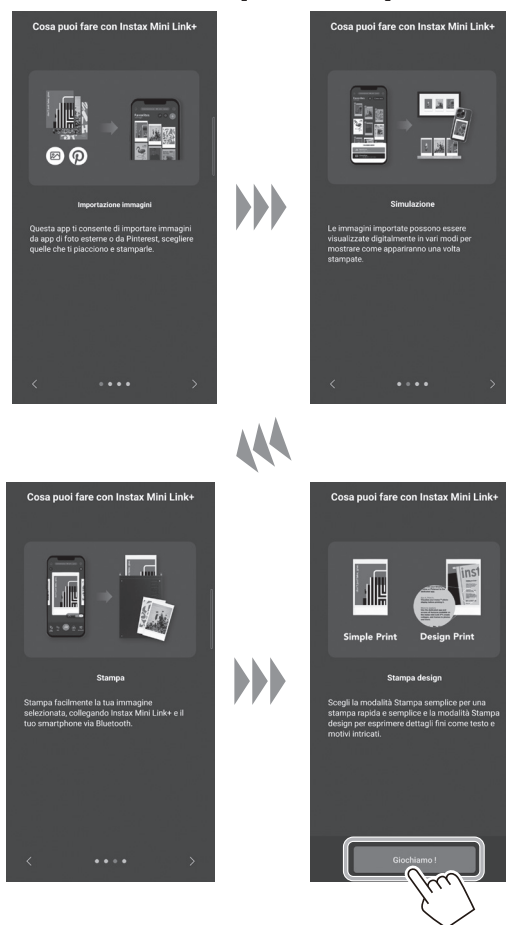 Cosa puoi fare con Instax Mini Link+
Importazione immagini
Questa app ti consente di importare immagini
da app di foto esterne o da Pinterest, scegliere
quelle che ti piacciono e stamparle.
Cosa puoi fare con Instax Mini Link+
Simulazione
Le immagini importate possono essere
visualizzate digitalmente in vari modi per
mostrare come appariranno una volta
stampate.
Cosa puoi fare con Instax Mini Link+
Stampa
Stampa facilmente la tua immagine
selezionata, collegando Instax Mini Link+ e il
tuo smartphone via Bluetooth.
Cosa puoi fare con Instax Mini Link+
Simple Print
Design Print
Stampa design
Scegli la modalità Stampa semplice per una
stampa rapida e semplice e la modalità Stampa
design per esprimere dettagli fini come testo e
motivi intricati.
Giochiamo !